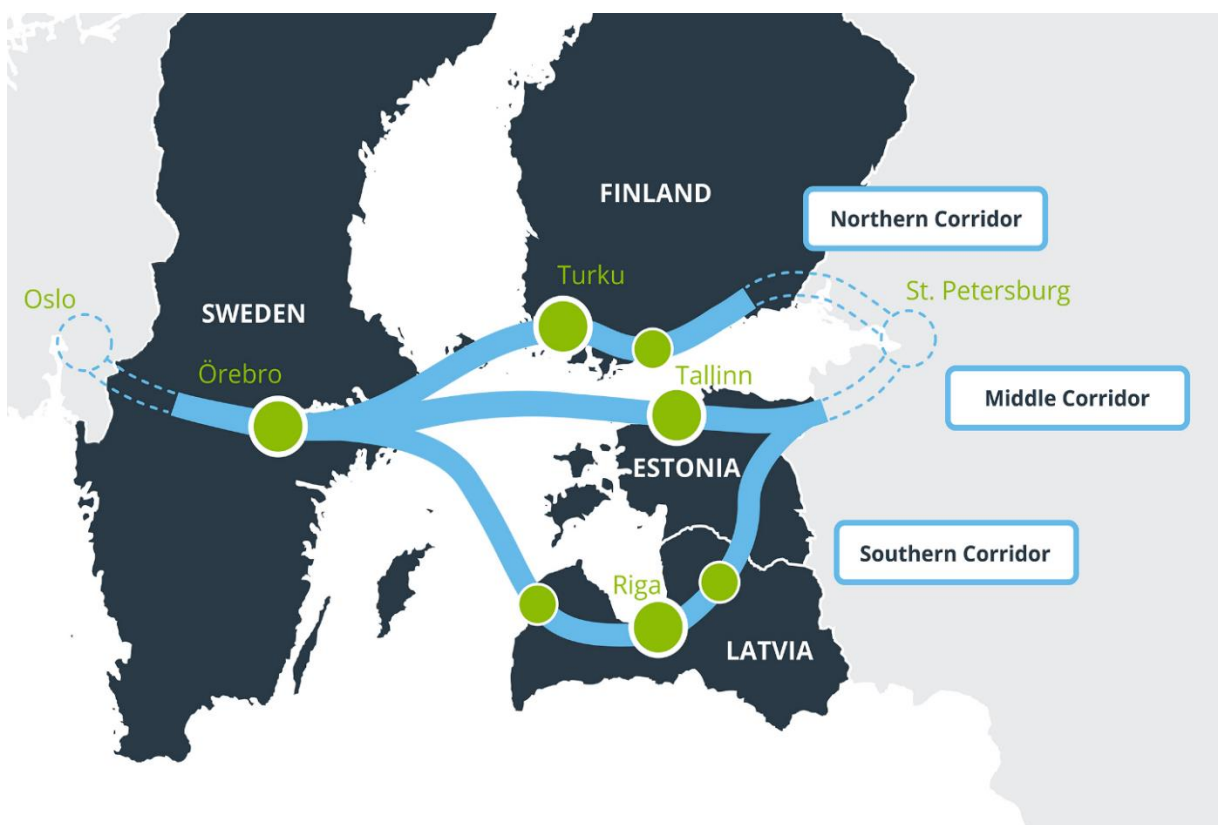 FINLAND
Northern Corridor
Turku
St. Petersburg
Oslo
SWEDEN
Örebro
Tallinn
Middle Corridor
ESTONIA
Southern Corridor
Riga
LATVIA